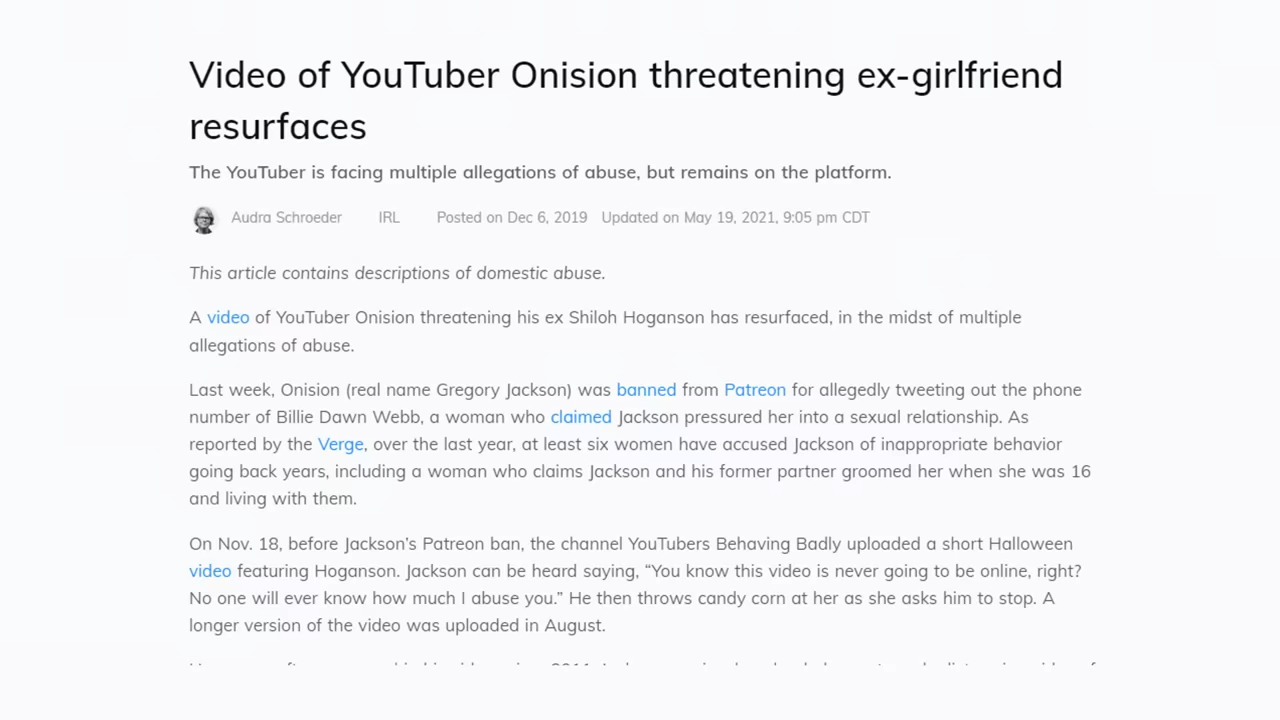 Video of YouTuber Onision threatening ex-girlfriend
resurfaces
The YouTuber is facing multiple allegations of abuse, but remains on the platform.
Audra Schroeder IRL Posted on Dec 6, 2019 Updated on May 19, 2021, 9:05 pm CDT
This article contains descriptions of domestic abuse.
A video of YouTuber Onision threatening his ex Shiloh Hoganson has resurfaced, in the midst of multiple
allegations of abuse.
Last week, Onision (real name Gregory Jackson) was banned from Patreon for allegedly tweeting out the phone
number of Billie Dawn Webb, a woman who claimed Jackson pressured her into a sexual relationship. As
reported by the Verge, over the last year, at least six women have accused Jackson of inappropriate behavior
going back years, including a woman who claims Jackson and his former partner groomed her when she was 16
and living with them.
On Nov. 18, before Jackson’s Patreon ban, the channel YouTubers Behaving Badly uploaded a short Halloween
video featuring Hoganson. Jackson can be heard saying, “You know this video is never going to be online, right?
No one will ever know how much I abuse you.” He then throws candy corn at her as she asks him to stop. A
longer version of the video was uploaded in August.